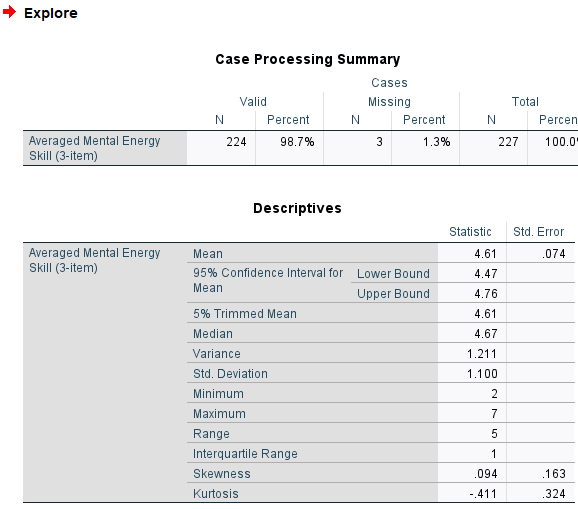 Explore
Case Processing Summary
Cases
Valid Missing Total
N Percent N Percent N Percen
Averaged Mental Energy Skill (3-item) 224 98.7% 3 1.3% 227 100.0
Descriptives
Statistic Std. Error
Averaged Mental Energy Skill (3-item) Mean 4.61 .074
95% Confidence Interval for Mean Lower Bound 4.47
Upper Bound 4.76
5% Trimmed Mean 4.61
Median 4.67
Variance 1.211
Std. Deviation 1.100
Minimum 2
Maximum 7
Range 5
Interquartile Range 1
Skewness .094 .163
Kurtosis -.411 .324